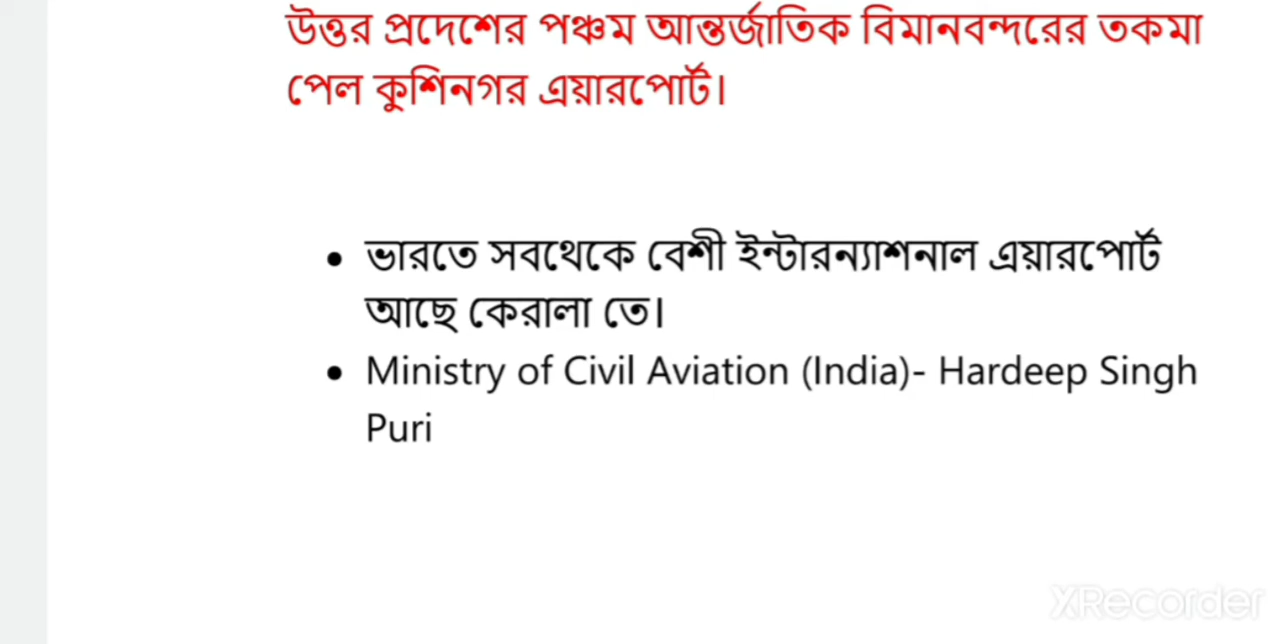 উত্তর প্রদেশের পঞ্চম আন্তর্জাতিক বিমানবন্দরের তকমা
পেল কুশিনগর এয়ারপোর্ট।
• ভারতে সবথেকে বেশী ইন্টারন্যাশনাল এয়ারপোর্ট
আছে কেরালা তে।
• Ministry of Civil Aviation (India)- Hardeep Singh
Puri
XRecorder